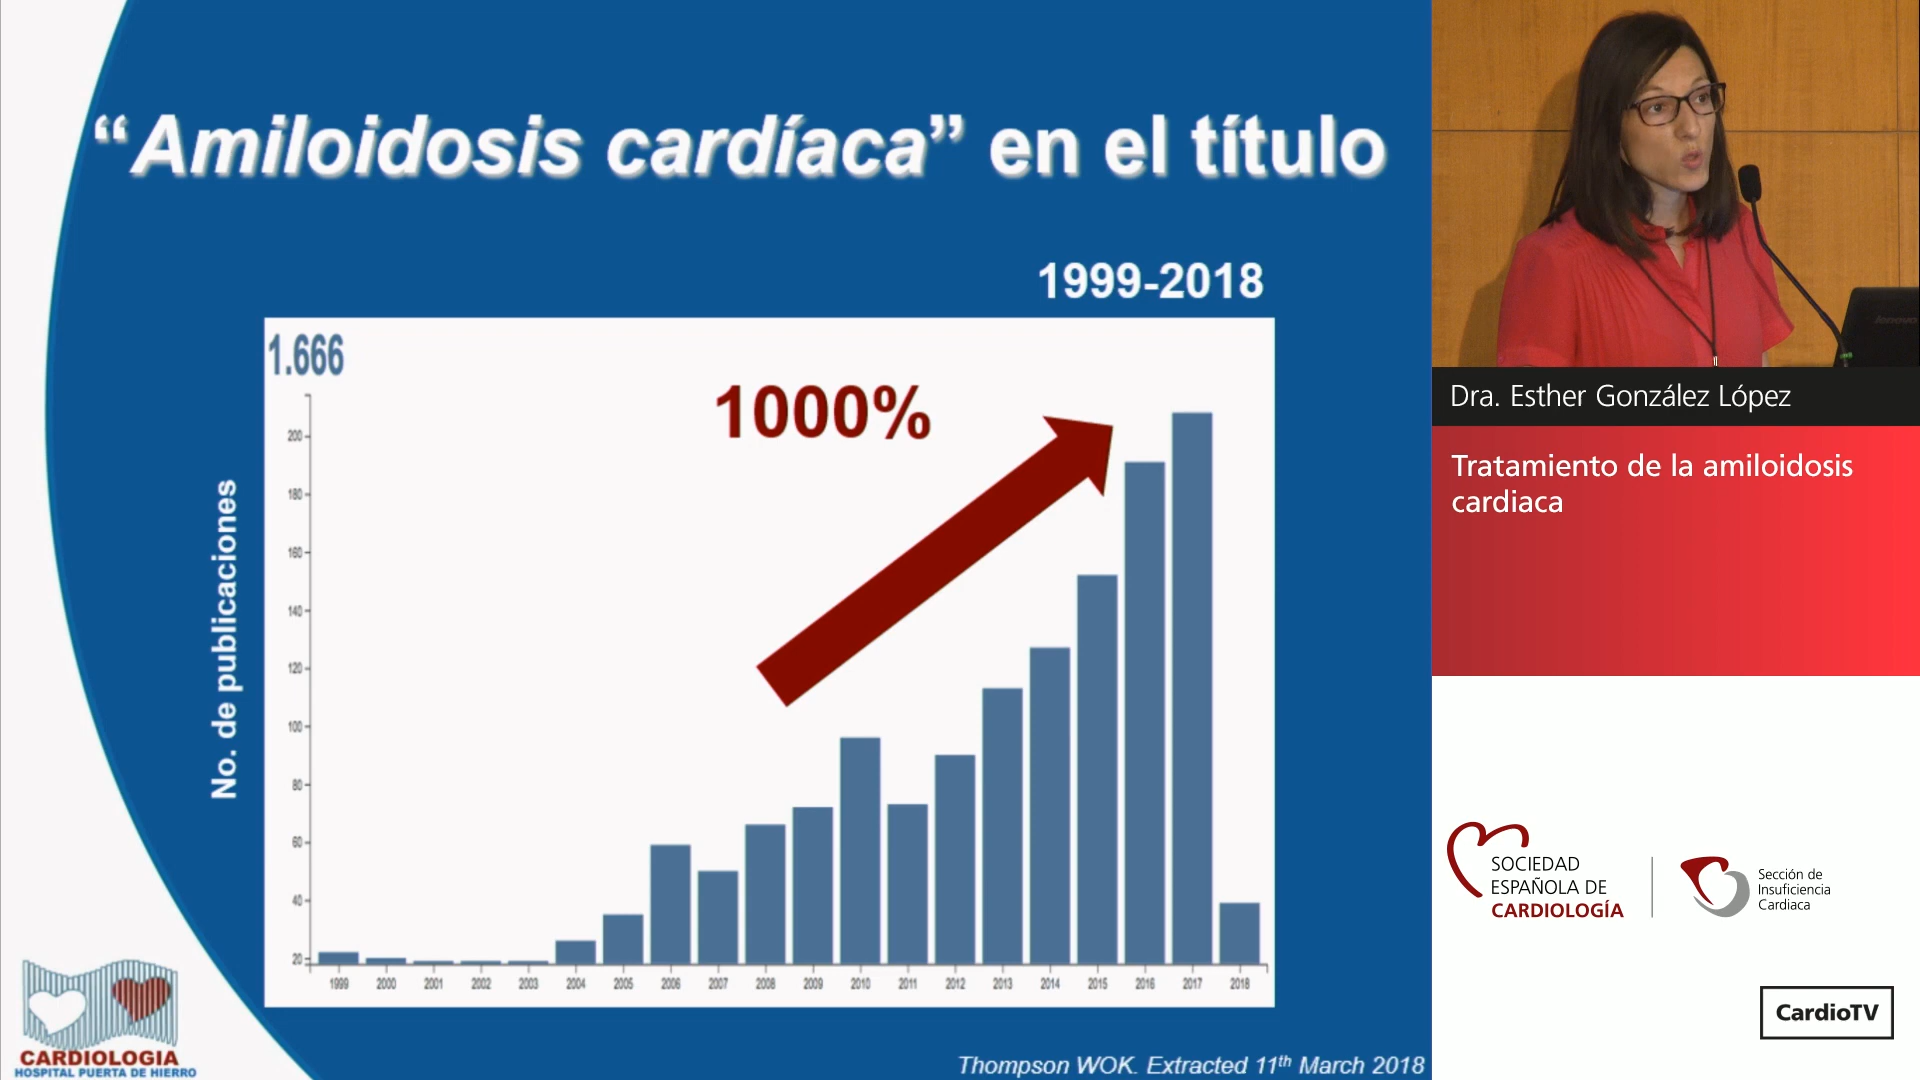 “Amiloidosis cardíaca” en el título
1999-2018
1.666
1000%
No. de publicaciones
200
180
160
140
120
100
80
60
40
20
1999 2000 2001 2002 2003 2004 2005 2006 2007 2008 2009 2010 2011 2012 2013 2014 2015 2016 2017 2018
CARDIOLOGIA
HOSPITAL PUERTA DE HIERRO
Thompson WOK. Extracted 11th March 2018
lenovo
Dra. Esther González López
Tratamiento de la amiloidosis
cardiaca
SOCIEDAD
ESPAÑOLA DE
CARDIOLOGÍA
Sección de
Insuficiencia
Cardiaca
CardioTV